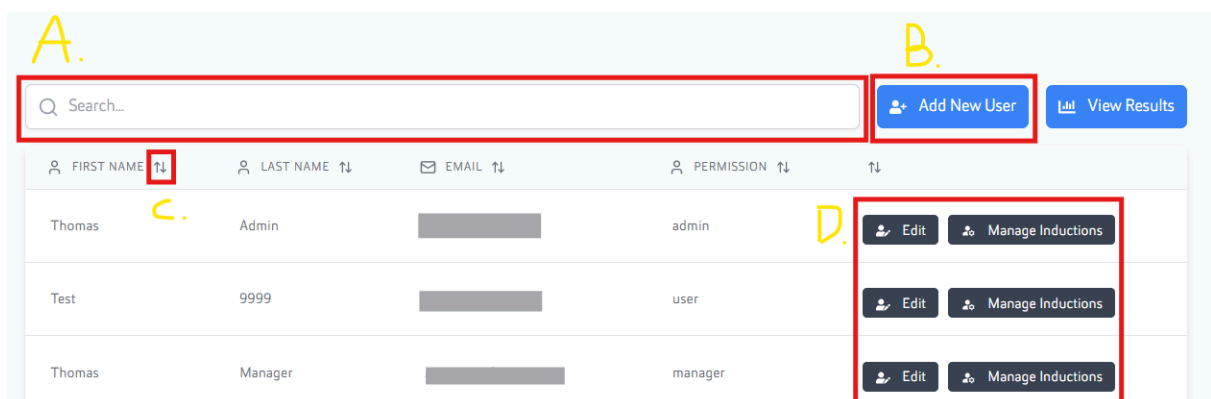 A.
B.
Search...
Add New User
View Results
FIRST NAME LAST NAME EMAIL PERMISSION
C.
Thomas Admin admin D. Edit Manage Inductions
Test 9999 user Edit Manage Inductions
Thomas Manager manager Edit Manage Inductions